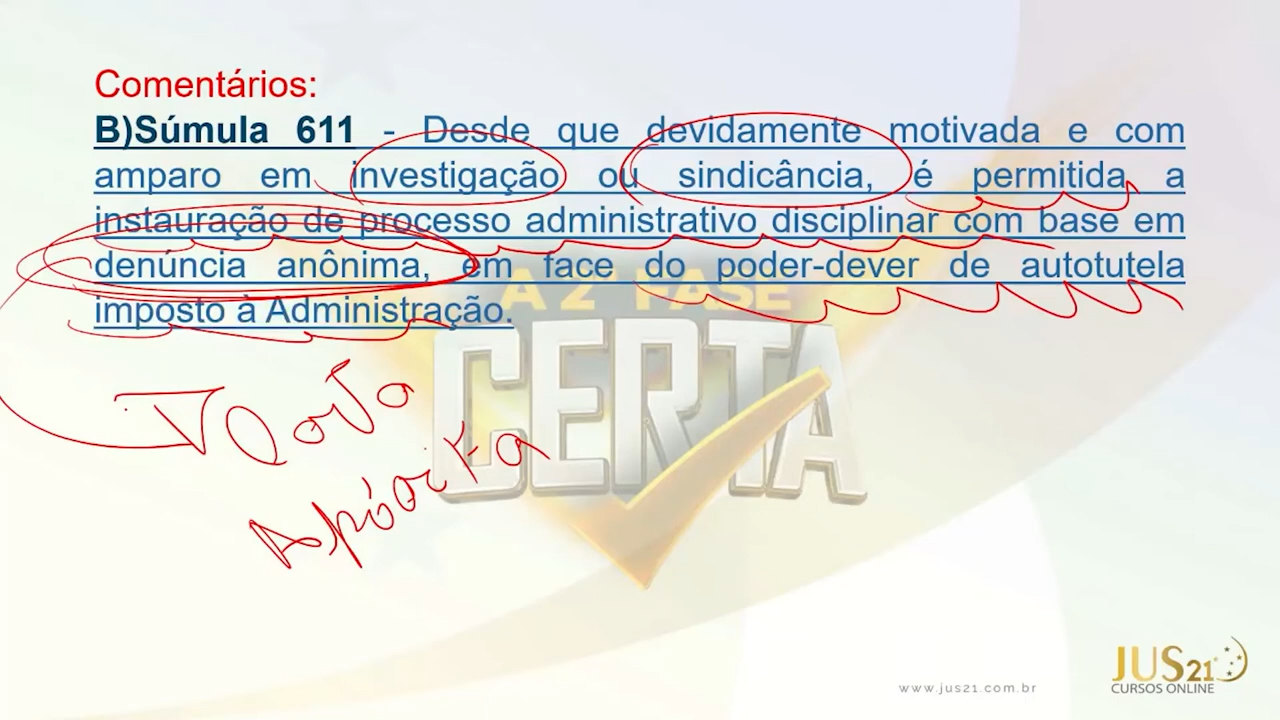 Comentários:
B)Súmula 611 - Desde que devidamente motivada e com
amparo em investigação ou sindicância, é permitida a
instauração de processo administrativo disciplinar com base em
denúncia anônima, em face do poder-dever de autotutela
imposto à Administração.
A 2ª FASE
CERTA
JUS21
CURSOS ONLINE
www.jus21.com.br